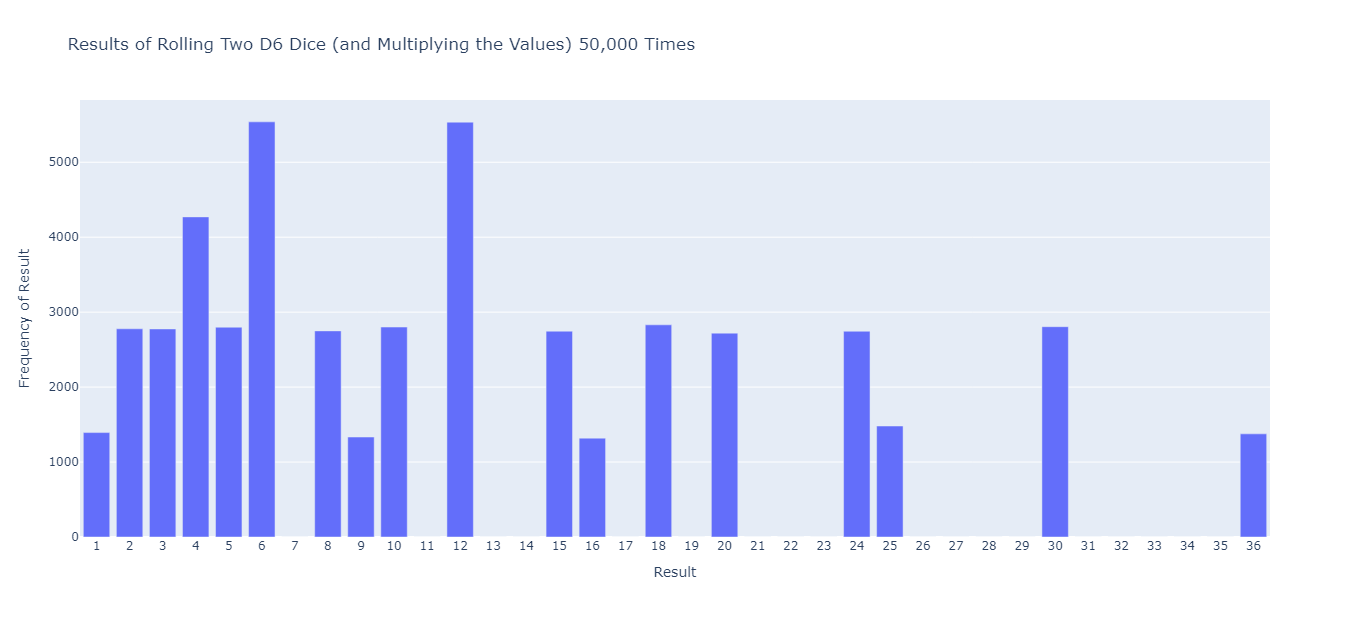 Results of Rolling Two D6 Dice (and Multiplying the Values) 50,000 Times
Frequency of Result
5000
4000
3000
2000
1000
0
1 2 3 4 5 6 7 8 9 10 11 12 13 14 15 16 17 18 19 20 21 22 23 24 25 26 27 28 29 30 31 32 33 34 35 36
Result